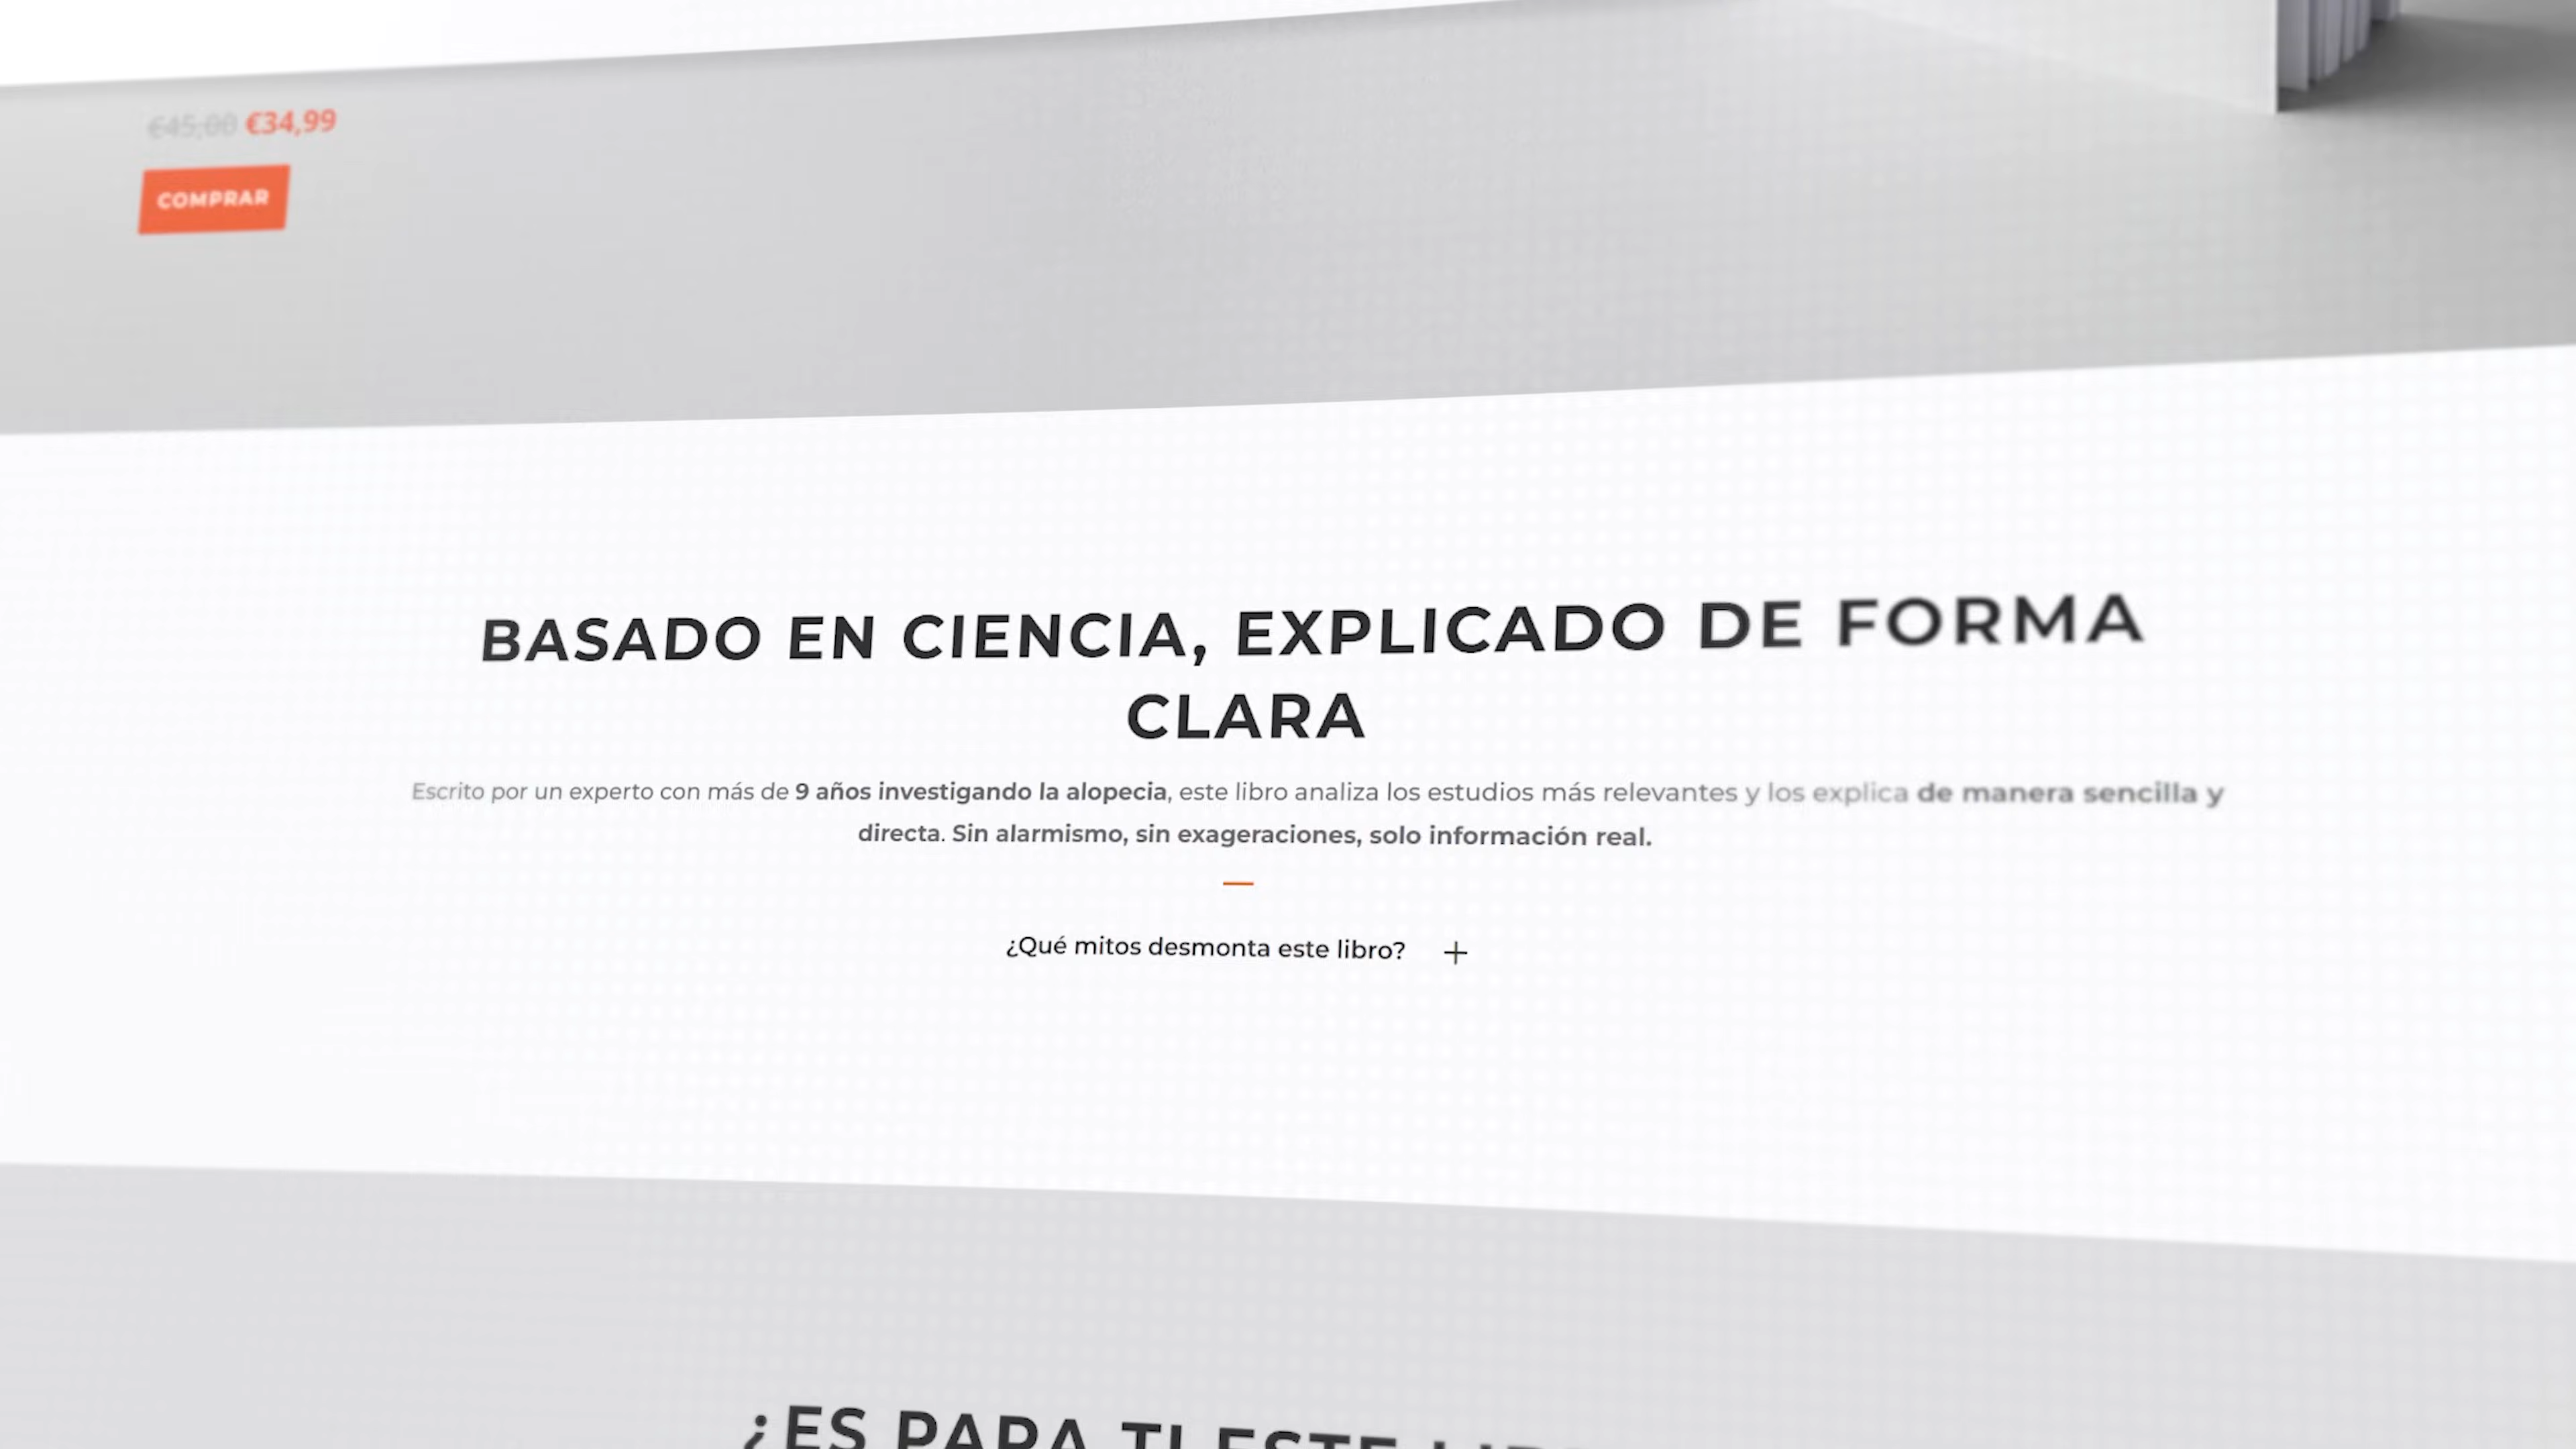 €45,00 €34,99
COMPRAR
BASADO EN CIENCIA, EXPLICADO DE FORMA
CLARA
Escrito por un experto con más de 9 años investigando la alopecia, este libro analiza los estudios más relevantes y los explica de manera sencilla y
directa. Sin alarmismo, sin exageraciones, solo información real.
¿Qué mitos desmonta este libro? +
¿ES PARA TI ESTE